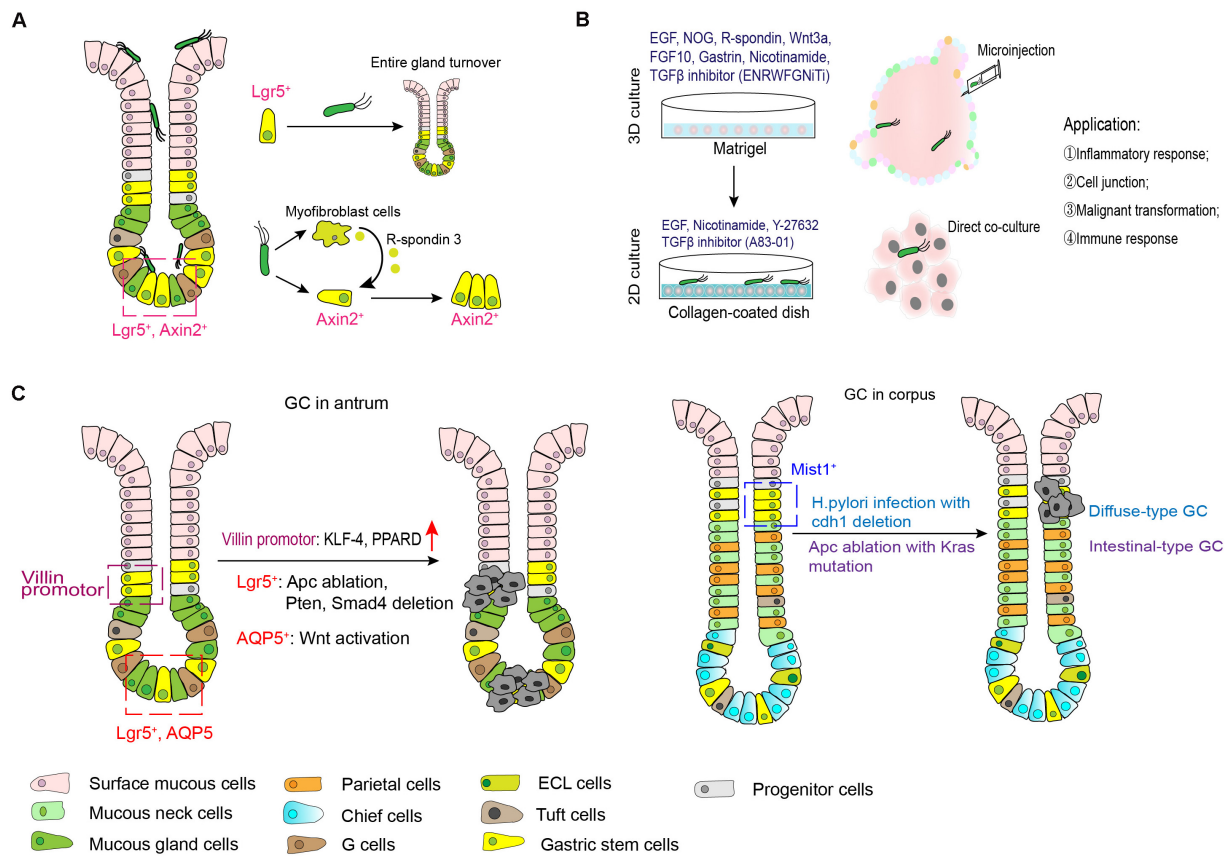 A
Lgr5⁺
Entire gland turnover
Myofibroblast cells
R-spondin 3
Axin2⁺
Axin2⁺
Lgr5⁺, Axin2⁺
B
EGF, NOG, R-spondin, Wnt3a,
FGF10, Gastrin, Nicotinamide,
TGFβ inhibitor (ENRWFGNiTi)
3D culture
Matrigel
Microinjection
EGF, Nicotinamide, Y-27632
TGFβ inhibitor (A83-01)
2D culture
Collagen-coated dish
Direct co-culture
Application:
①Inflammatory response;
②Cell junction;
③Malignant transformation;
④Immune response
C
GC in antrum
Villin
promotor
Villin promotor: KLF-4, PPARD
Lgr5⁺: Apc ablation,
Pten, Smad4 deletion
AQP5⁺: Wnt activation
Lgr5⁺, AQP5
GC in corpus
Mist1⁺
H.pylori infection with
cdh1 deletion
Apc ablation with Kras
mutation
Diffuse-type GC
Intestinal-type GC
Surface mucous cells
Mucous neck cells
Mucous gland cells
Parietal cells
Chief cells
G cells
ECL cells
Tuft cells
Gastric stem cells
Progenitor cells